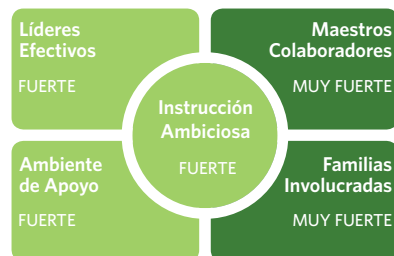 Líderes
Efectivos
FUERTE
Maestros
Colaboradores
MUY FUERTE
Instrucción
Ambiciosa
FUERTE
Ambiente
de Apoyo
FUERTE
Familias
Involucradas
MUY FUERTE